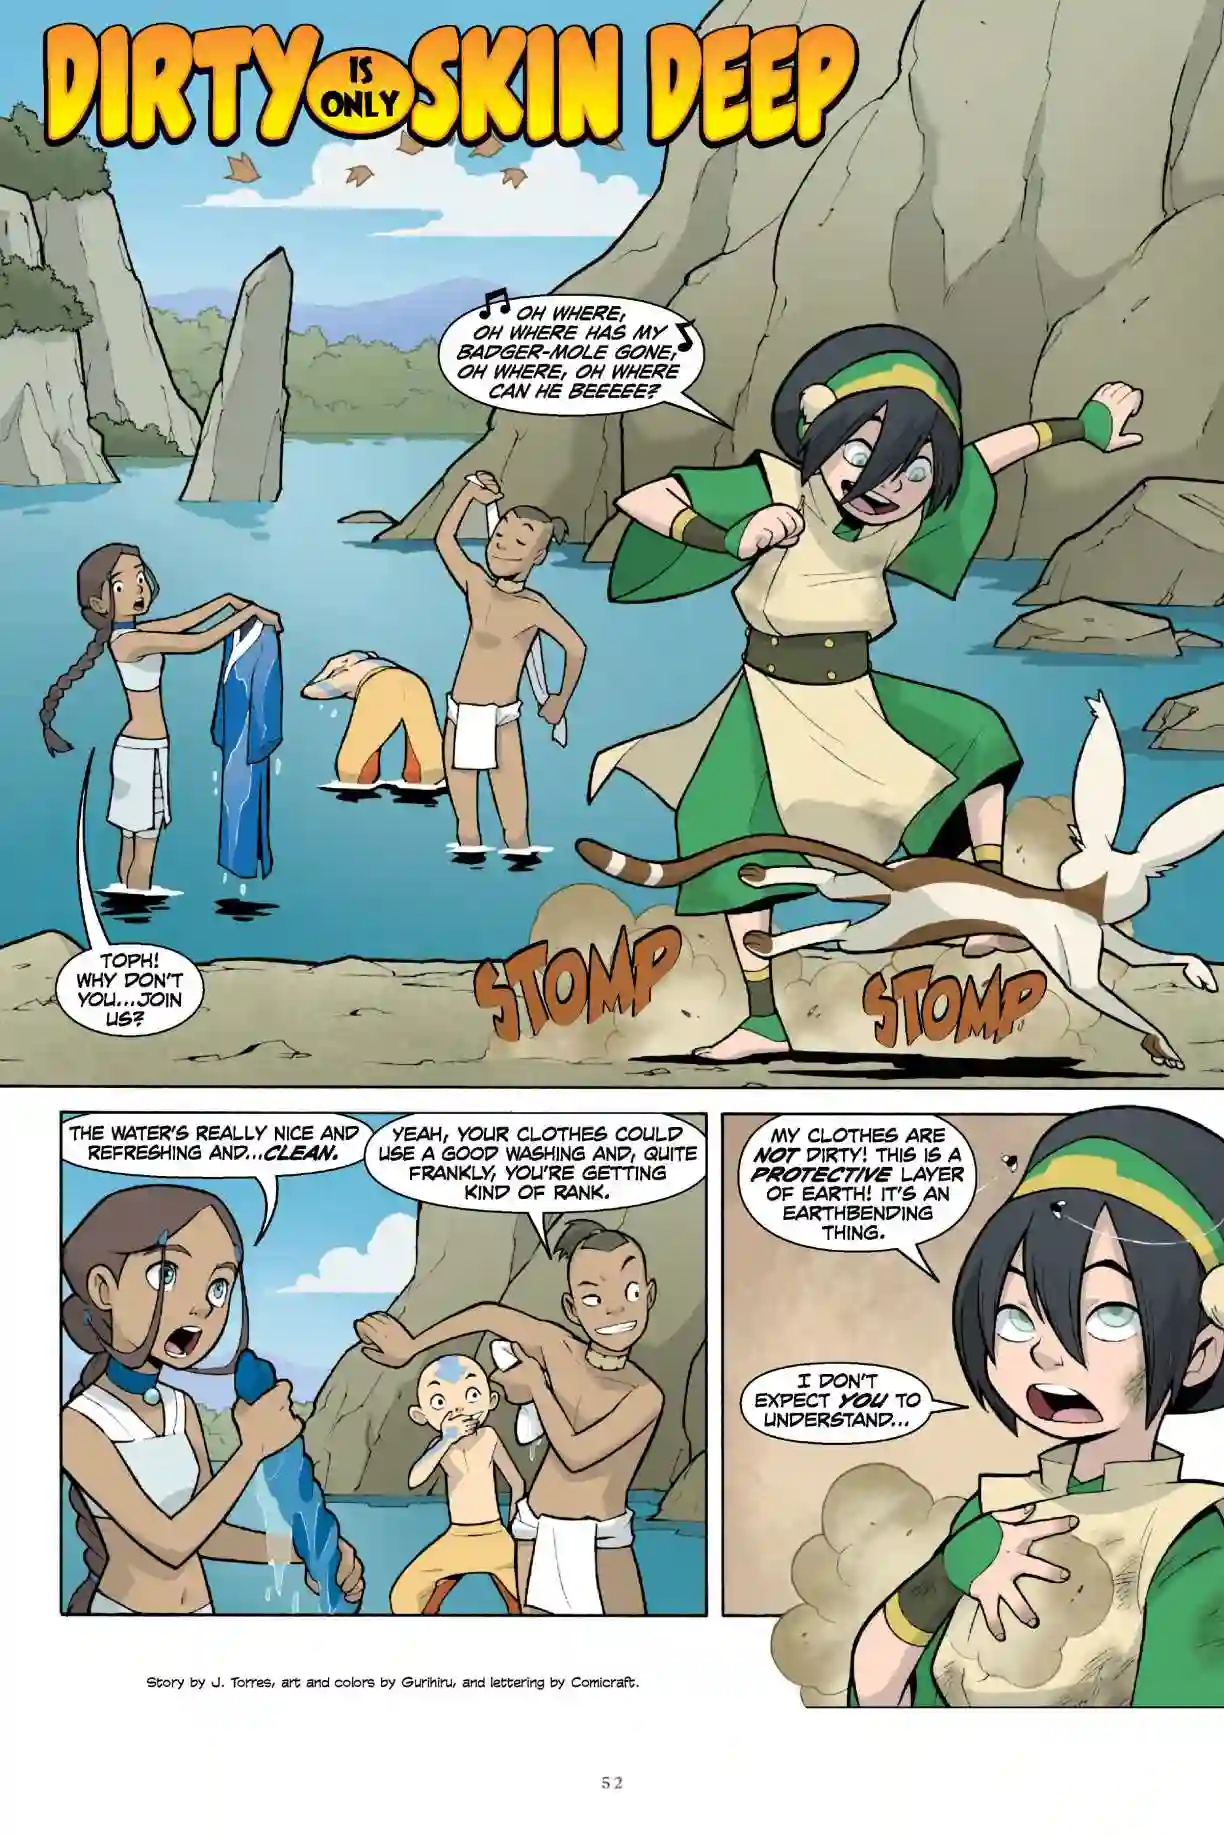 DIRTY IS ONLY SKIN DEEP
OH WHERE,
OH WHERE HAS MY
BADGER-MOLE GONE,
OH WHERE, OH WHERE
CAN HE BEEEEE?
TOPH!
WHY DON'T
YOU...JOIN
US?
STOMP
STOMP
THE WATER'S REALLY NICE AND
REFRESHING AND...CLEAN.
YEAH, YOUR CLOTHES COULD
USE A GOOD WASHING AND, QUITE
FRANKLY, YOU'RE GETTING
KIND OF RANK.
MY CLOTHES ARE
NOT DIRTY! THIS IS A
PROTECTIVE LAYER
OF EARTH! IT'S AN
EARTHBENDING
THING.
I DON'T
EXPECT YOU TO
UNDERSTAND...
Story by J. Torres, art and colors by Gurihiru, and lettering by Comicraft.
52